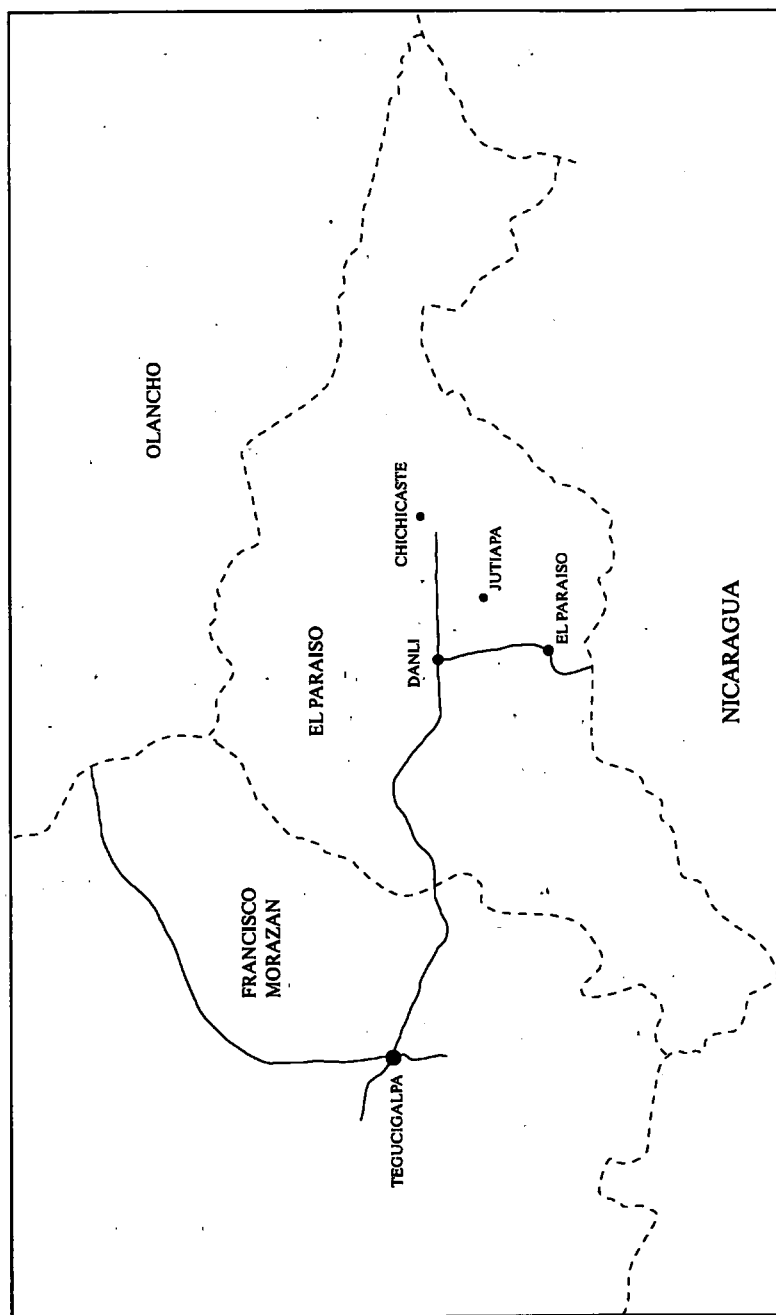 OLANCHO
FRANCISCO
MORAZAN
EL PARAISO
CHICHICASTE
DANLI
TEGUCIGALPA
JUTIAPA
EL PARAISO
NICARAGUA